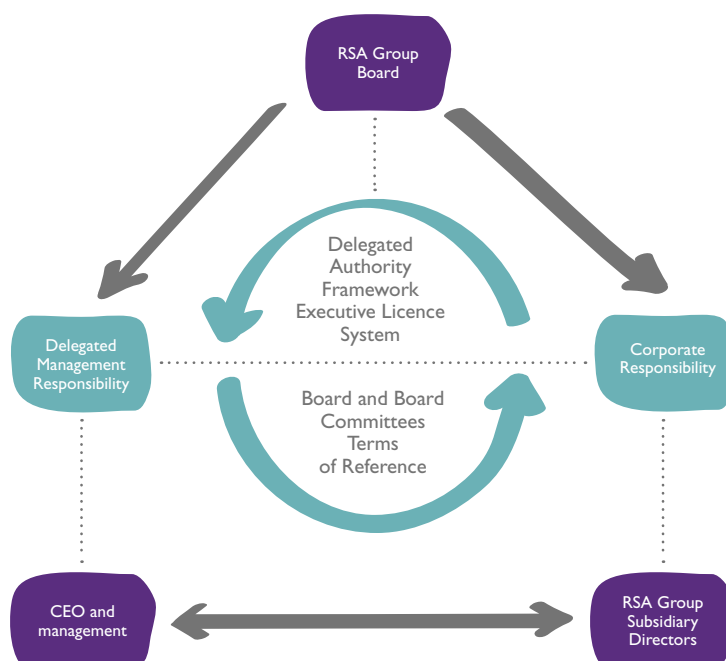 RSA Group
Board
Delegated
Authority
Framework
Executive Licence
System
Delegated
Management
Responsibility
Corporate
Responsibility
Board and Board
Committees
Terms
of Reference
CEO and
management
RSA Group
Subsidiary
Directors